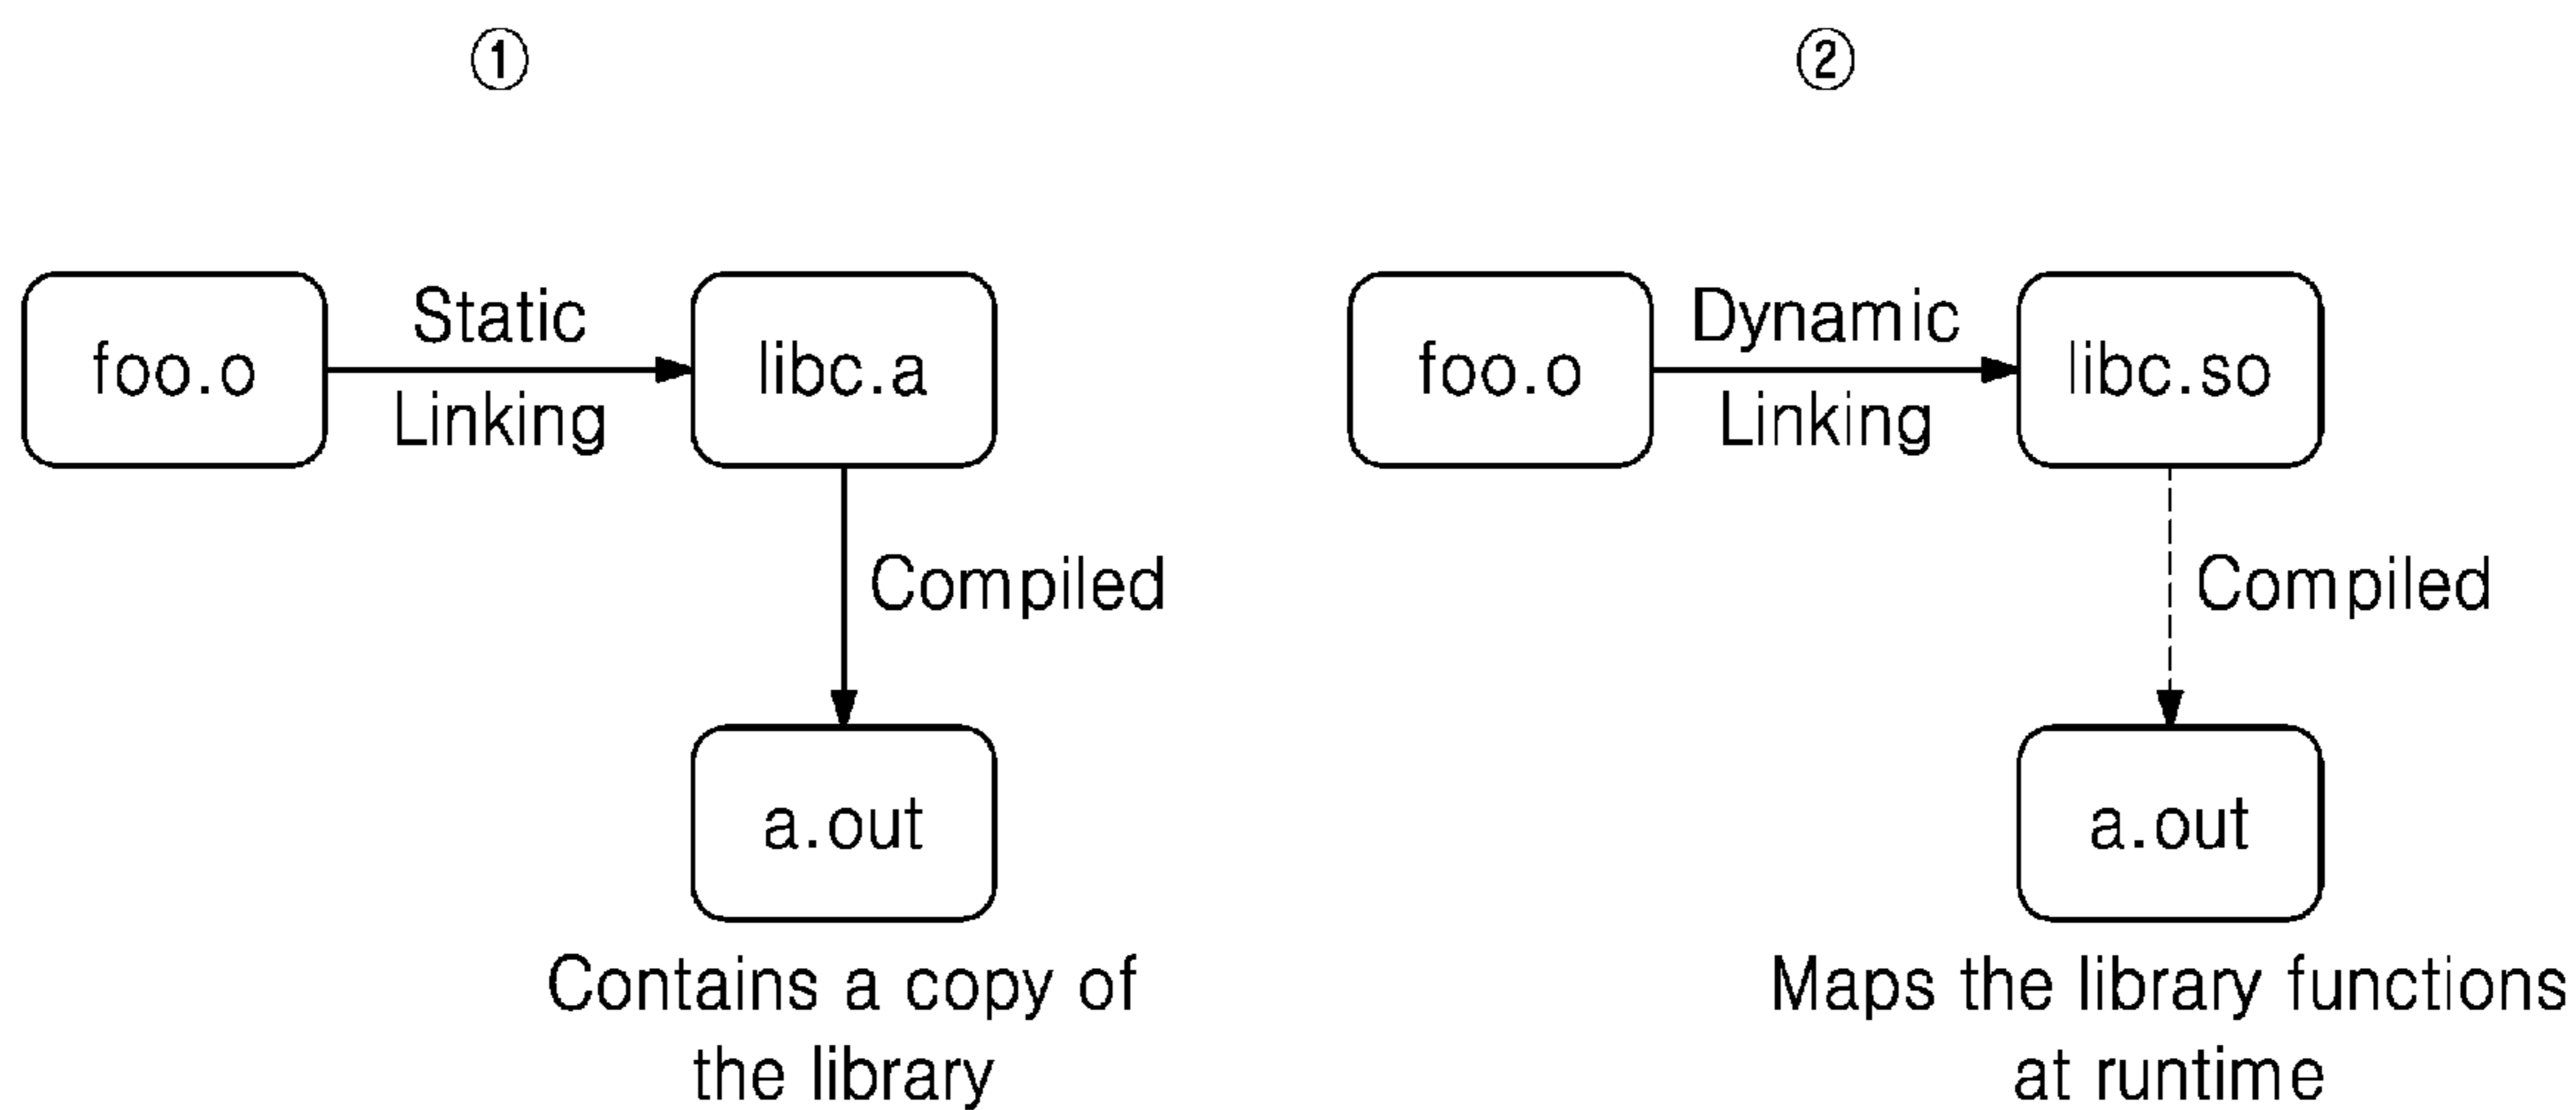 ①
foo.o
Static
Linking
libc.a
Compiled
a.out
Contains a copy of
the library
②
foo.o
Dynamic
Linking
libc.so
Compiled
a.out
Maps the library functions
at runtime